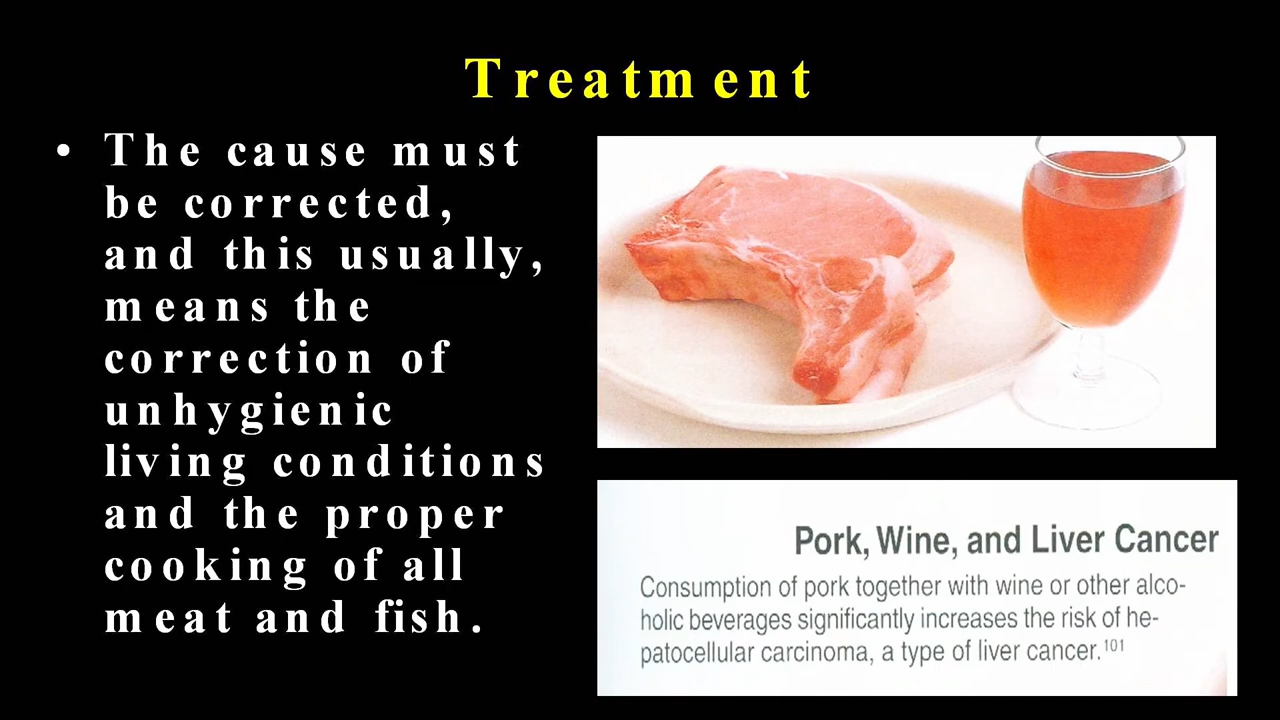 Treatment
• The cause must
be corrected,
and this usually,
means the
correction of
unhygienic
living conditions
and the proper
cooking of all
meat and fish.
Pork, Wine, and Liver Cancer
Consumption of pork together with wine or other alco-
holic beverages significantly increases the risk of he-
patocellular carcinoma, a type of liver cancer.¹⁰¹